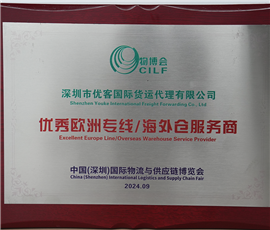 物博会
CILF
深圳市优客国际货运代理有限公司
Shenzhen Youke International Freight Forwarding Co., Ltd
优秀欧洲专线/海外仓服务商
Excellent Europe Line/Overseas Warehouse Service Provider
中国(深圳)国际物流与供应链博览会
China (Shenzhen) International Logistics and Supply Chain Fair
2024.09